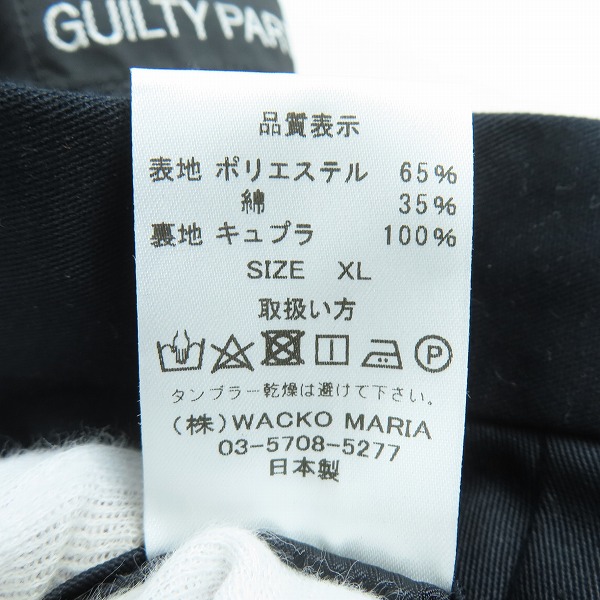 GUILTY PAR
品質表示
表地 ポリエステル 65%
綿 35%
裏地 キュプラ 100%
SIZE XL
取扱い方
P
タンブラー乾燥は避けて下さい。
(株)WACKO MARIA
03-5708-5277
日本製